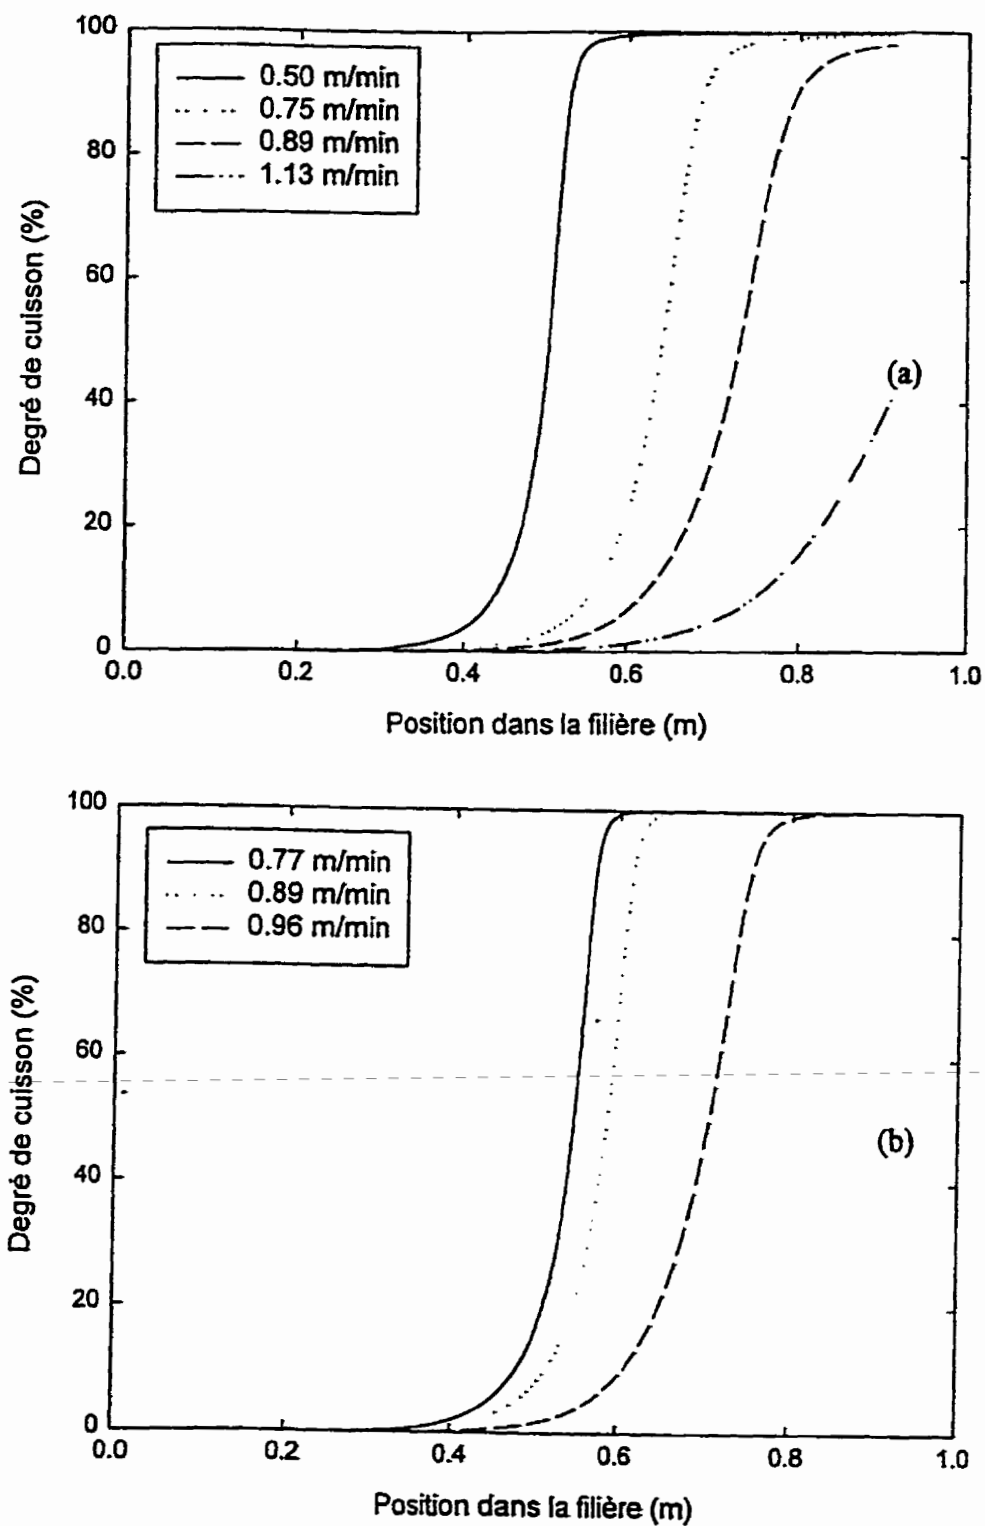 100
80
60
40
20
0
Degré de cuisson (%)
0.50 m/min
0.75 m/min
0.89 m/min
1.13 m/min
(a)
0.0 0.2 0.4 0.6 0.8 1.0
Position dans la filière (m)
100
80
60
40
20
0
Degré de cuisson (%)
0.77 m/min
0.89 m/min
0.96 m/min
(b)
0.0 0.2 0.4 0.6 0.8 1.0
Position dans la filière (m)